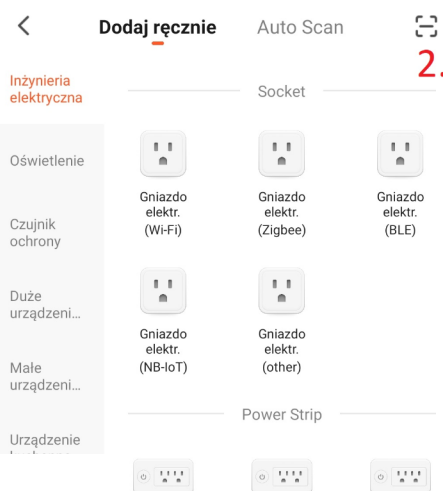 Dodaj ręcznie Auto Scan
2.
Inżynieria
elektryczna
Oświetlenie
Czujnik
ochrony
Duże
urządzeni...
Małe
urządzeni...
Urządzenie
Socket
Gniazdo
elektr.
(Wi-Fi)
Gniazdo
elektr.
(Zigbee)
Gniazdo
elektr.
(BLE)
Gniazdo
elektr.
(NB-IoT)
Gniazdo
elektr.
(other)
Power Strip